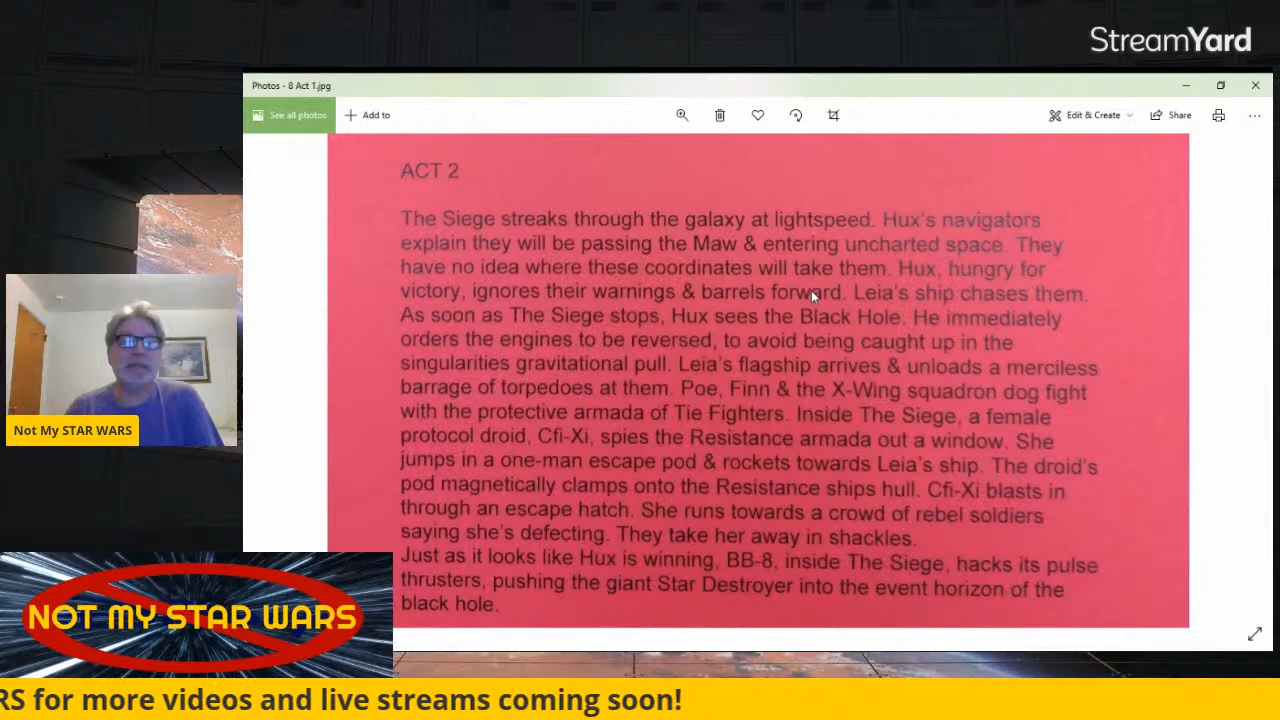 StreamYard
Photos - 8 Act 1.jpg
See all photos
Add to
Edit & Create
Share
ACT 2
The Siege streaks through the galaxy at lightspeed. Hux's navigators
explain they will be passing the Maw & entering uncharted space. They
have no idea where these coordinates will take them. Hux, hungry for
victory, ignores their warnings & barrels forward. Leia's ship chases them.
As soon as The Siege stops, Hux sees the Black Hole. He immediately
orders the engines to be reversed, to avoid being caught up in the
singularities gravitational pull. Leia's flagship arrives & unloads a merciless
barrage of torpedoes at them. Poe, Finn & the X-Wing squadron dog fight
with the protective armada of Tie Fighters. Inside The Siege, a female
protocol droid, Cfi-Xi, spies the Resistance armada out a window. She
jumps in a one-man escape pod & rockets towards Leia's ship. The droid's
pod magnetically clamps onto the Resistance ships hull. Cfi-Xi blasts in
through an escape hatch. She runs towards a crowd of rebel soldiers
saying she's defecting. They take her away in shackles.
Just as it looks like Hux is winning, BB-8, inside The Siege, hacks its pulse
thrusters, pushing the giant Star Destroyer into the event horizon of the
black hole.
Not My STAR WARS
NOT MY STAR WARS
RS for more videos and live streams coming soon!